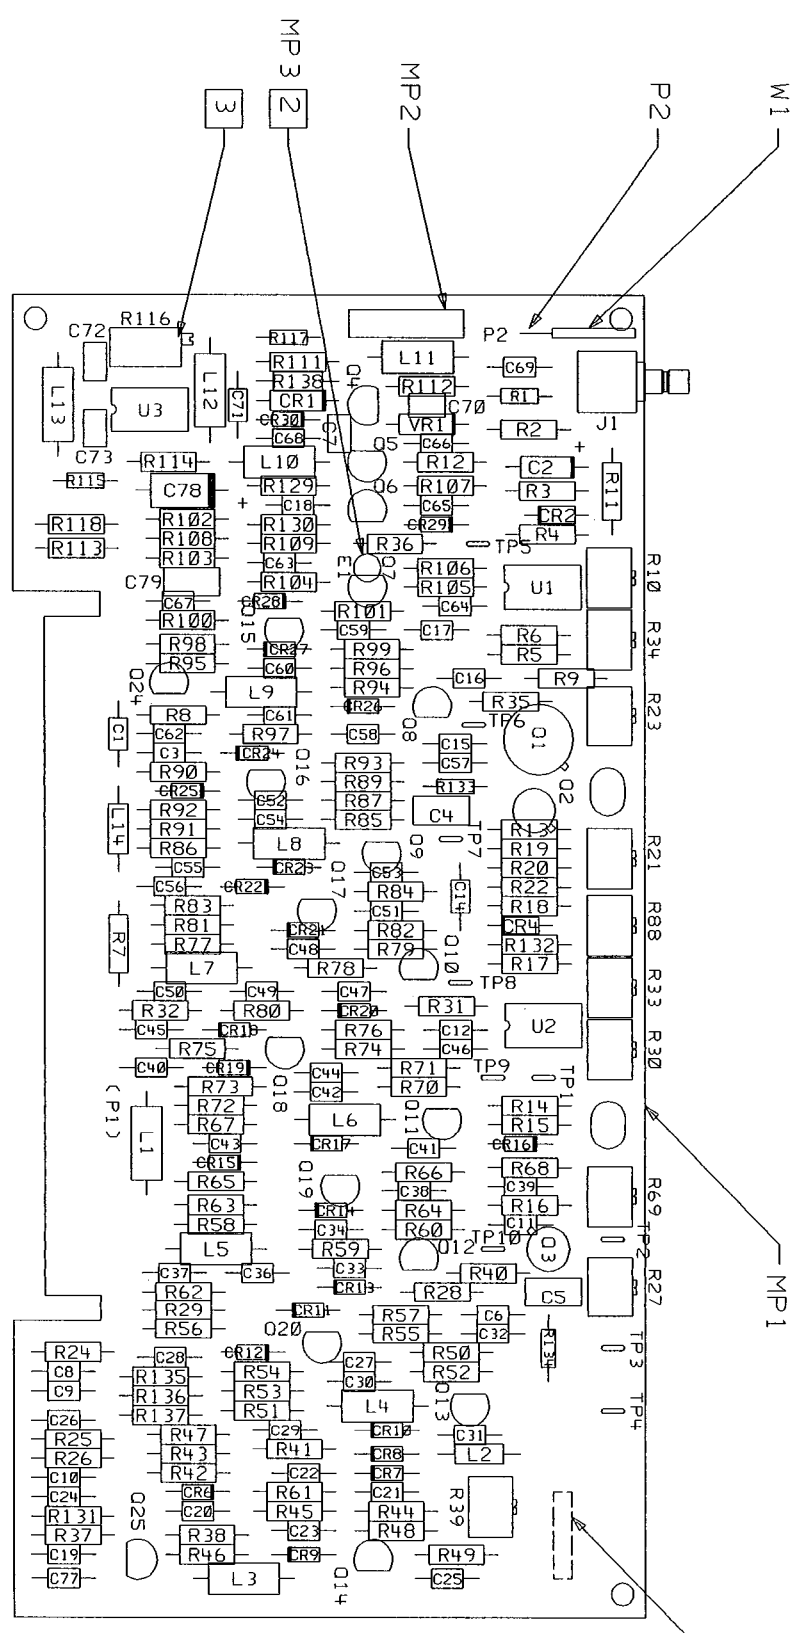 W1
P2
MP2
MP3 2
3
R116
C72
L13
U3
C73
L12
C71
R117
R111
R138
CR1
CR30
C68
Q4
C7
L11
R112
C70
VR1
C66
P2
C69
R1
R2
J1
+
R114
R115
C78
+
L10
R129
C18
Q5
Q6
R12
R107
C65
CR29
C2
R3
CR2
R4
R11
R118
R113
R102
R108
R103
C79
C67
R100
R130
R109
C63
R104
CR28
R36
E1
Q7
R101
C59
TP5
R106
R105
C64
C17
U1
R10
R98
R95
Q24
Q15
CR27
C60
L9
R99
R96
R94
CR26
C16
R6
R5
R9
R34
R35
TP6
Q8
R23
C1
R8
C62
C3
R90
CR25
C61
R97
CR24
Q16
C58
C15
C57
Q1
Q2
L14
R92
R91
R86
C55
C56
C52
C54
L8
CR23
CR22
R93
R89
R87
R85
R133
C4
TP7
R13
R19
R20
R22
R18
CR4
R132
R17
R21
R7
R83
R81
R77
L7
Q17
CR21
C48
R78
Q9
C53
R84
C51
R82
R79
C14
Q10
TP8
R88
C50
R32
C45
R75
C40
C49
R80
CR18
CR19
Q18
C47
CR20
R76
R74
R31
C12
C46
U2
R33
R30
(P1)
L1
R73
R72
R67
C43
CR15
R65
R63
R58
L5
C44
C42
L6
CR17
R71
R70
TP9
TP1
Q11
C41
R14
R15
CR16
MP1
Q19
CR14
C34
R59
C33
CR13
R66
C38
R64
R60
Q12
R68
C39
R16
C11
TP10
Q3
R69
TP2
C37
C36
R62
R29
R56
CR11
Q20
R28
R40
C5
R27
R24
C8
C9
C28
R135
R136
R137
CR12
R54
R53
R51
R57
R55
C27
C30
L4
C6
C32
R50
R52
R134
TP3
TP4
C26
R25
R26
C10
C24
R131
R37
C19
C77
R47
R43
R42
CR6
C20
R38
R46
Q25
C29
R41
C22
R61
R45
C23
CR9
L3
CR10
CR8
CR7
C21
R44
R48
Q14
Q13
C31
L2
R39
R49
C25